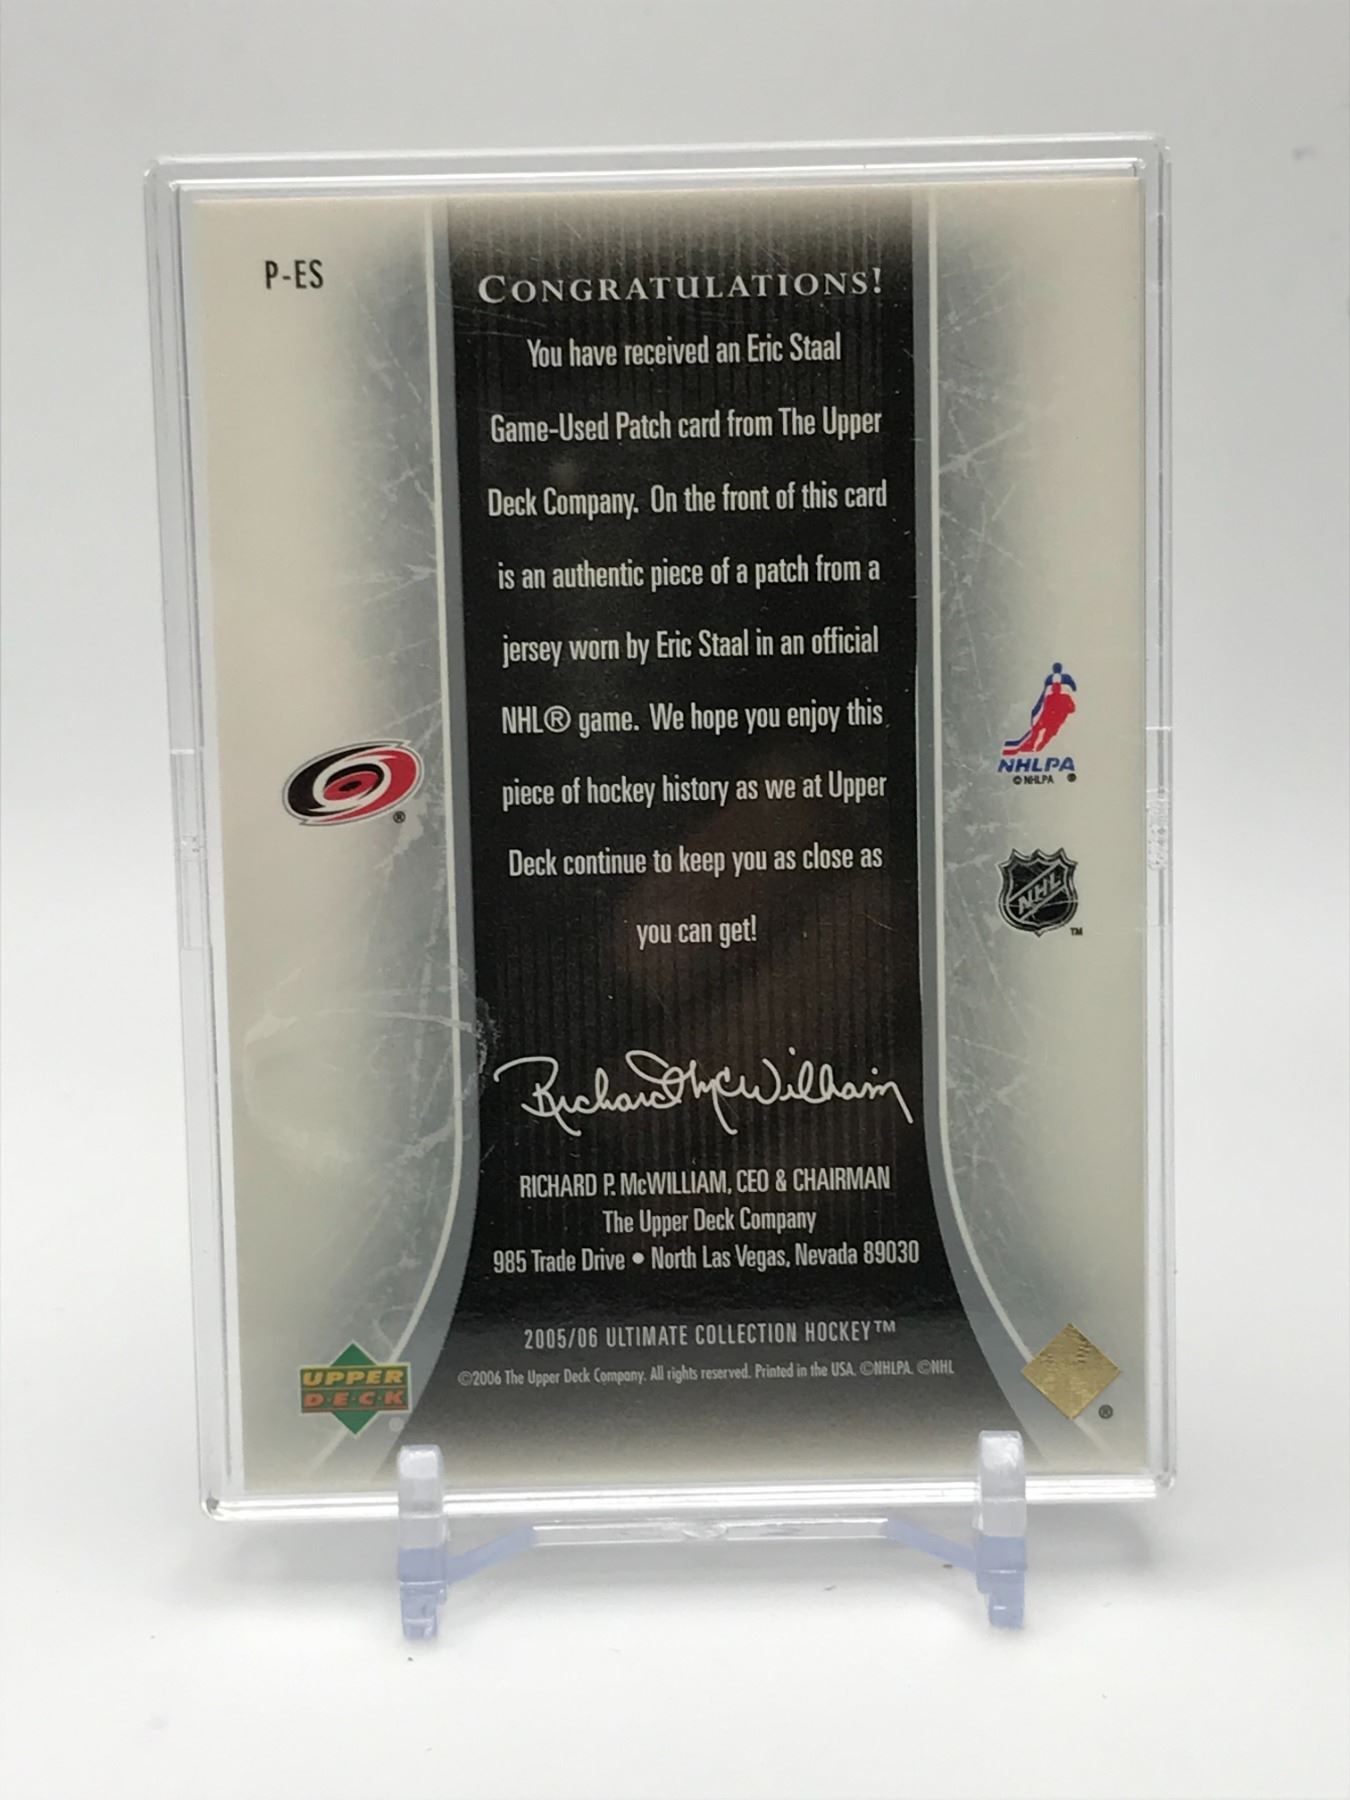 P-ES
CONGRATULATIONS!
You have received an Eric Staal
Game-Used Patch card from The Upper
Deck Company. On the front of this card
is an authentic piece of a patch from a
jersey worn by Eric Staal in an official
NHL® game. We hope you enjoy this
piece of hockey history as we at Upper
Deck continue to keep you as close as
you can get!
®
NHLPA
©NHLPA ®
NHL
TM
Richard McWilliam
RICHARD P. McWILLIAM, CEO & CHAIRMAN
The Upper Deck Company
985 Trade Drive • North Las Vegas, Nevada 89030
2005/06 ULTIMATE COLLECTION HOCKEY™
©2006 The Upper Deck Company. All rights reserved. Printed in the USA. ©NHLPA. ©NHL
UPPER
D·E·C·K
®
®